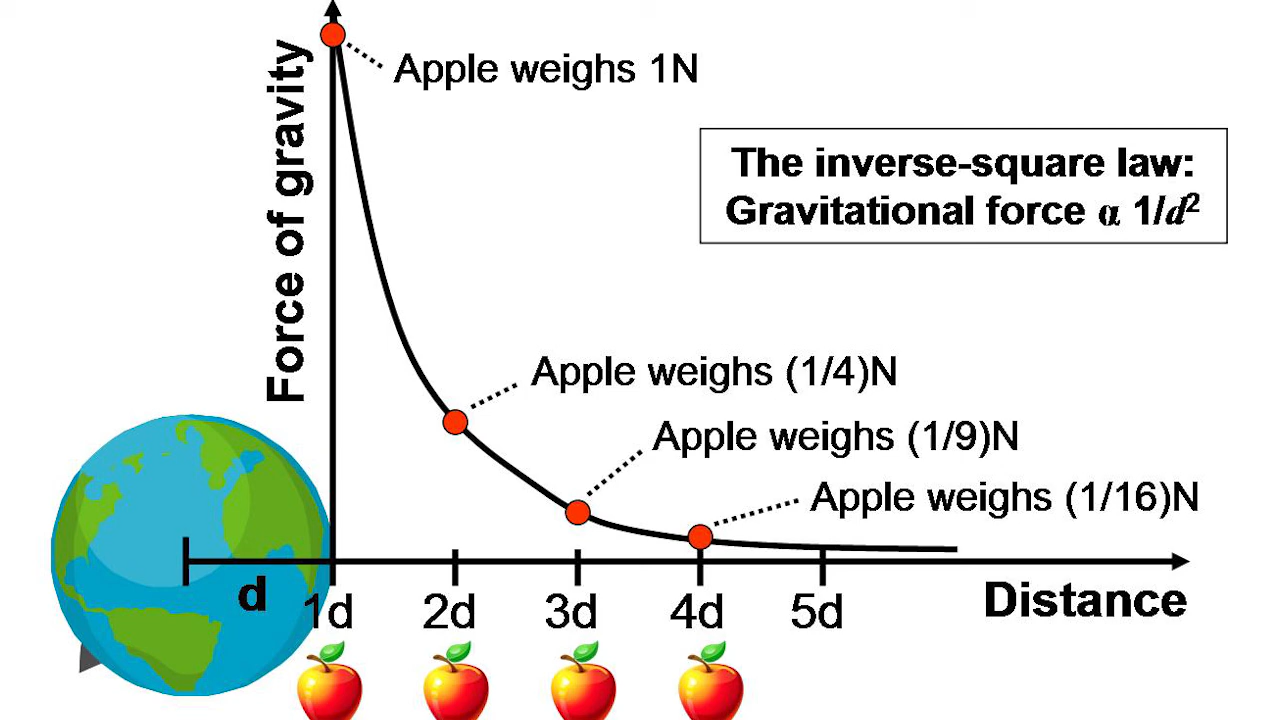 Force of gravity
Apple weighs 1N
The inverse-square law:
Gravitational force α 1/d²
Apple weighs (1/4)N
Apple weighs (1/9)N
Apple weighs (1/16)N
d
1d 2d 3d 4d 5d
Distance